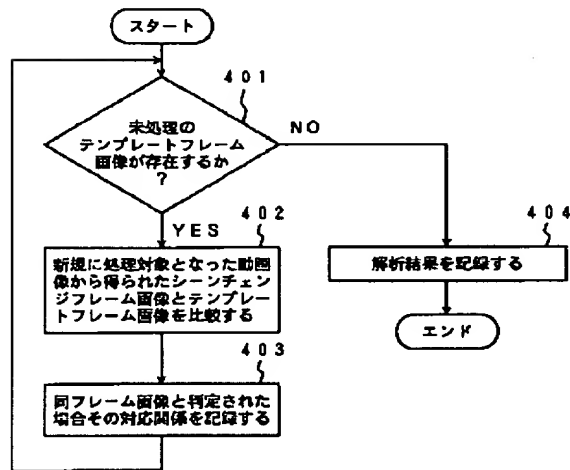 スタート
401
未処理の
テンプレートフレーム
画像が存在するか
?
NO
YES
402
新規に処理対象となった動画
像から得られたシーンチェン
ジフレーム画像とテンプレー
トフレーム画像を比較する
403
同フレーム画像と判定された
場合その対応関係を記録する
404
解析結果を記録する
エンド